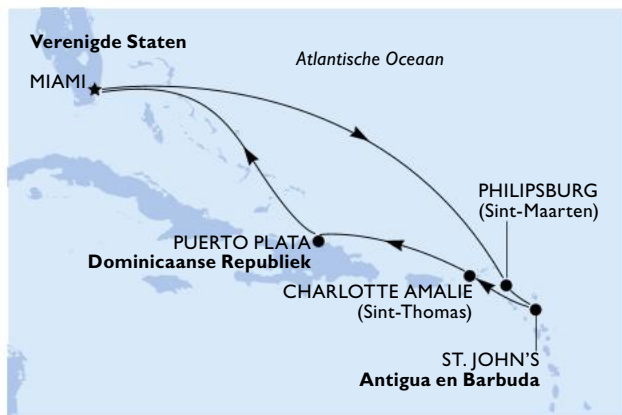 Verenigde Staten
MIAMI
Atlantische Oceaan
PHILIPSBURG
(Sint-Maarten)
PUERTO PLATA
Dominicaanse Republiek
CHARLOTTE AMALIE
(Sint-Thomas)
ST. JOHN'S
Antigua en Barbuda